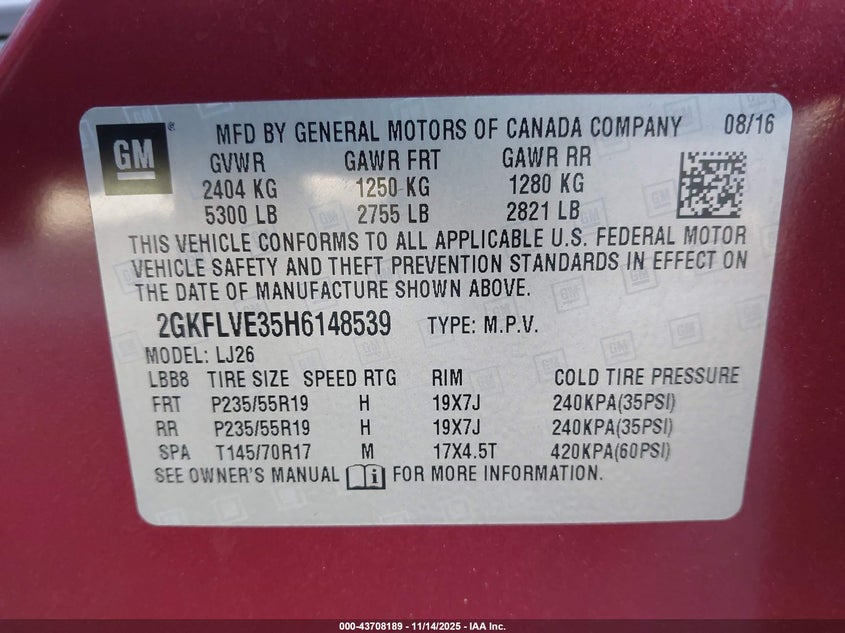 GM ® MFD BY GENERAL MOTORS OF CANADA COMPANY 08/16
GVWR GAWR FRT GAWR RR
2404 KG 1250 KG 1280 KG
5300 LB 2755 LB 2821 LB
THIS VEHICLE CONFORMS TO ALL APPLICABLE U.S. FEDERAL MOTOR
VEHICLE SAFETY AND THEFT PREVENTION STANDARDS IN EFFECT ON
THE DATE OF MANUFACTURE SHOWN ABOVE.
2GKFLVE35H6148539 TYPE: M.P.V.
MODEL: LJ26
LBB8 TIRE SIZE SPEED RTG RIM COLD TIRE PRESSURE
FRT P235/55R19 H 19X7J 240KPA(35PSI)
RR P235/55R19 H 19X7J 240KPA(35PSI)
SPA T145/70R17 M 17X4.5T 420KPA(60PSI)
SEE OWNER'S MANUAL i FOR MORE INFORMATION.
000-43708189 - 11/14/2025 - IAA Inc.